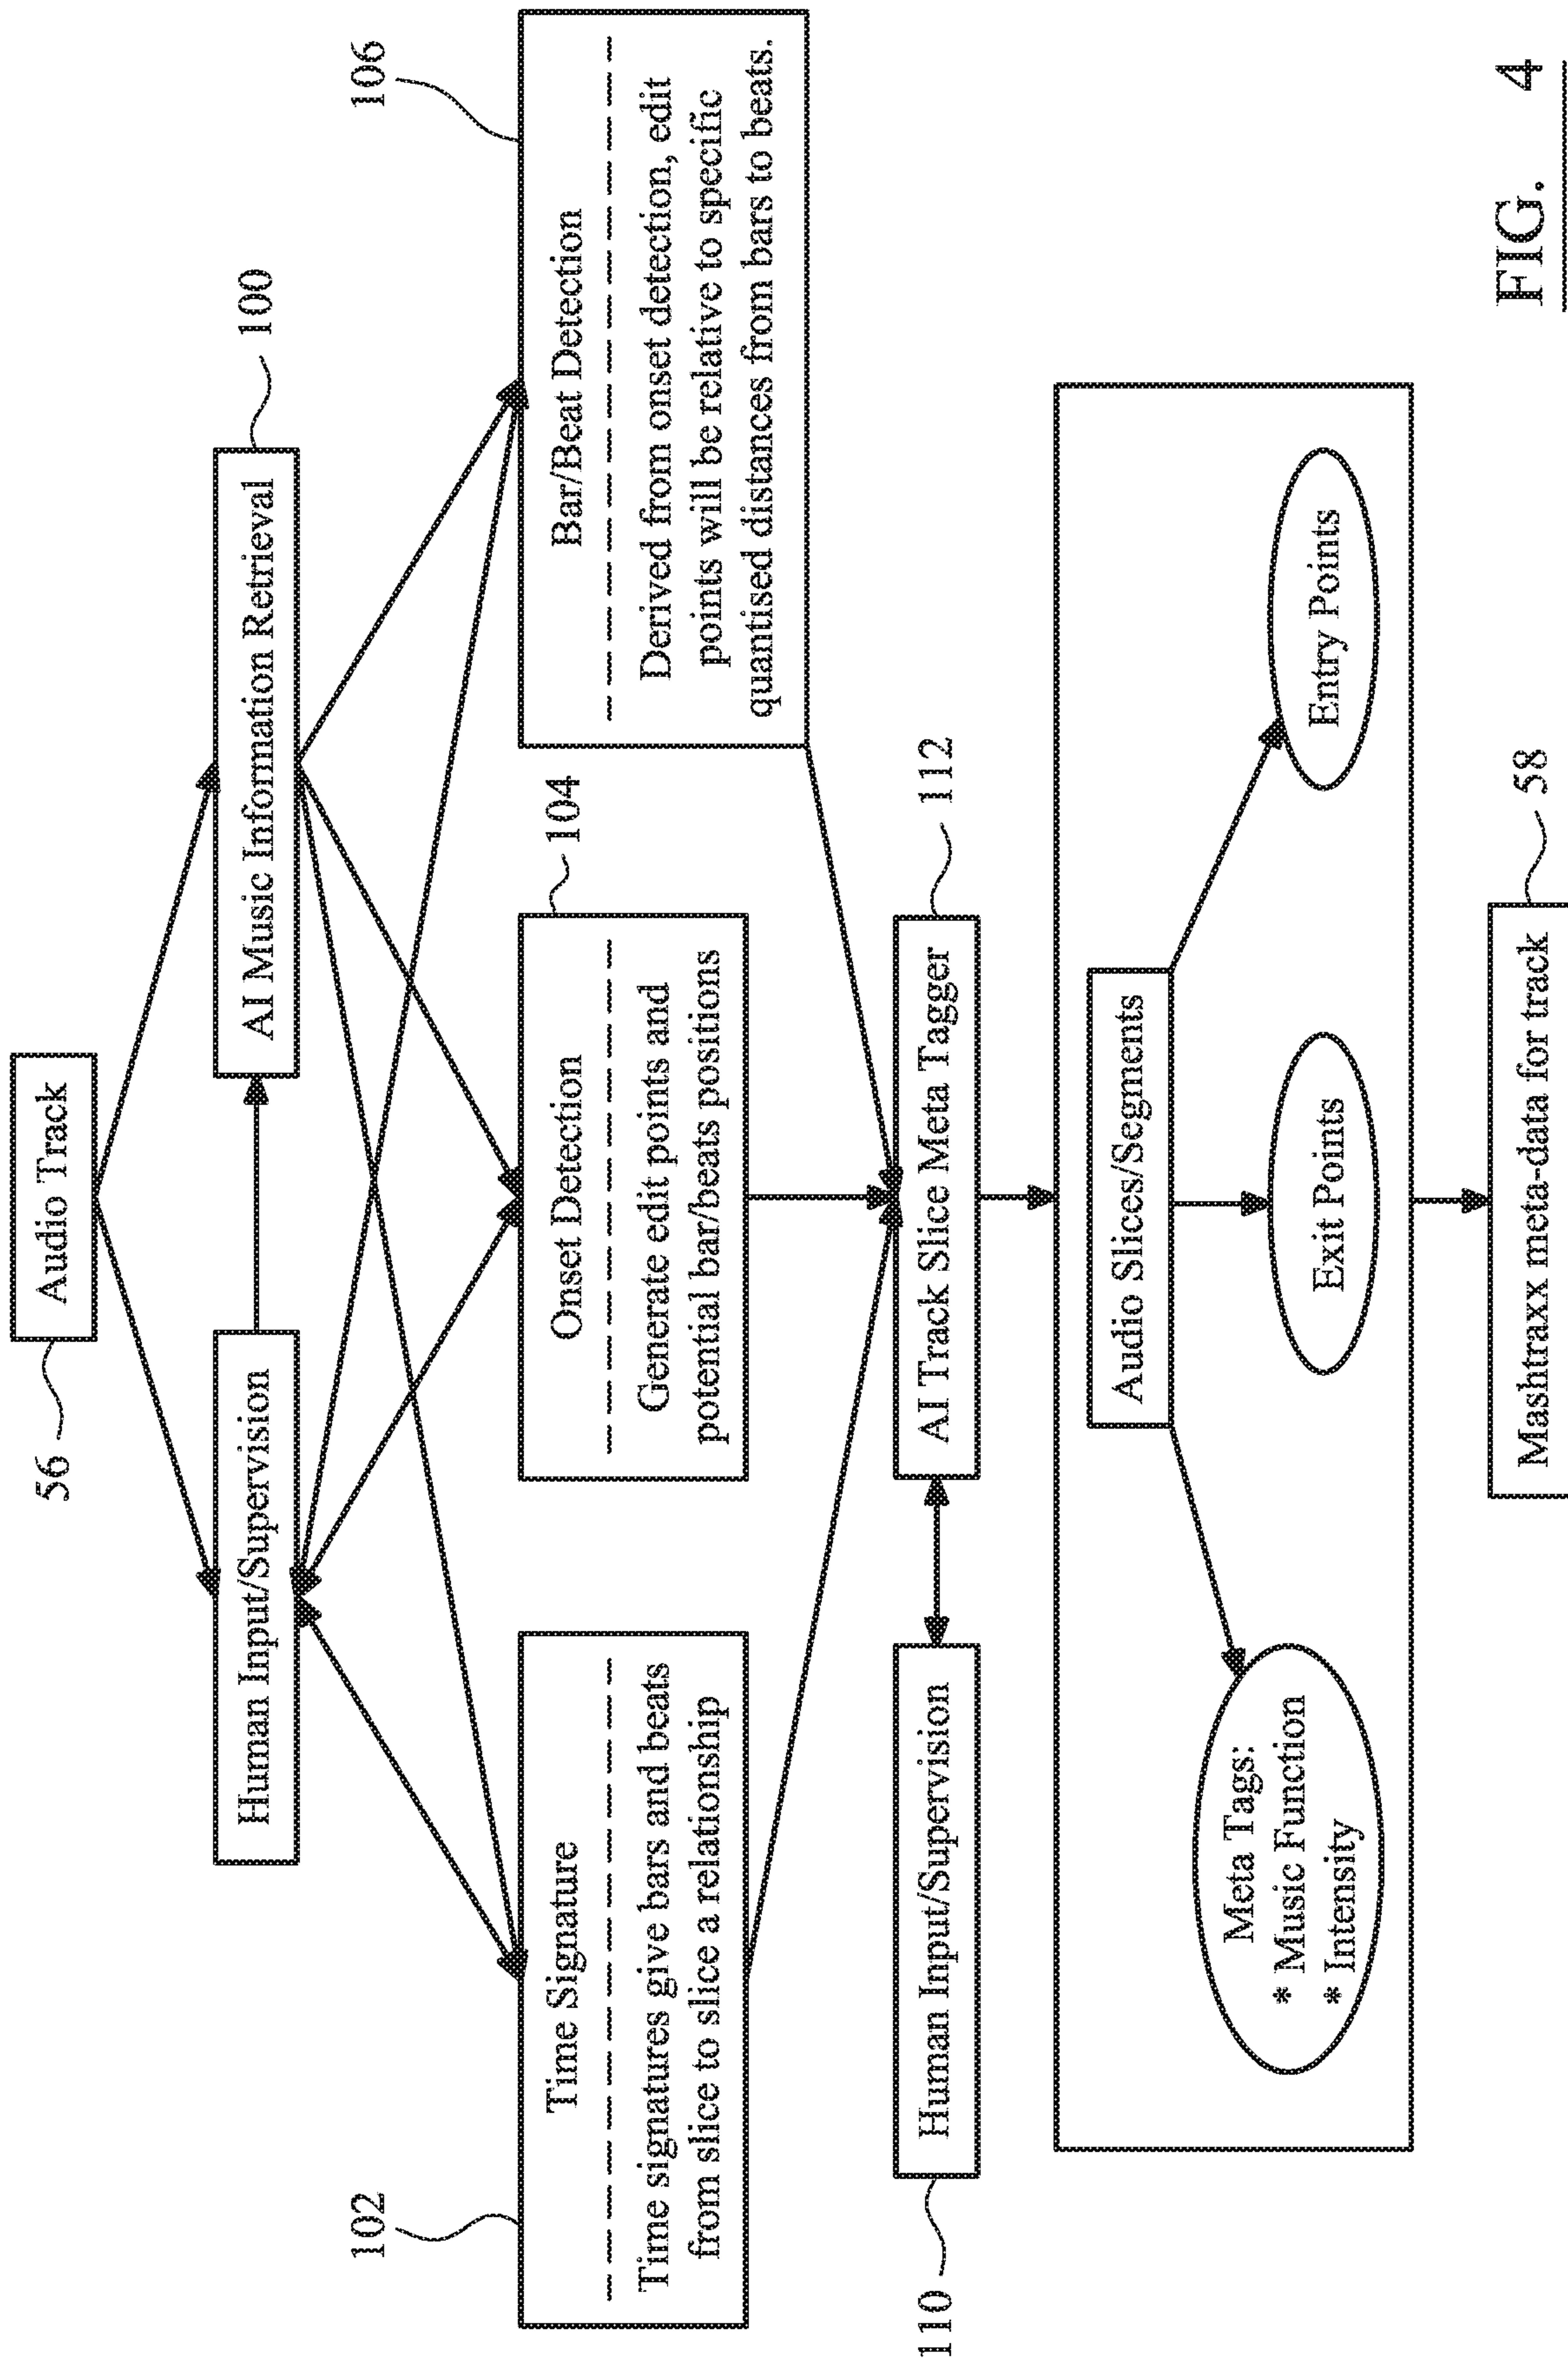 56
Audio Track
Human Input/Supervision
AI Music Information Retrieval
100
102
Time Signature
Time signatures give bars and beats
from slice to slice a relationship
Onset Detection
Generate edit points and
potential bar/beats positions
104
106
Bar/Beat Detection
Derived from onset detection, edit
points will be relative to specific
quantised distances from bars to beats.
110
Human Input/Supervision
AI Track Slice Meta Tagger
112
Audio Slices/Segments
Meta Tags:
* Music Function
* Intensity
Exit Points
Entry Points
Mashtraxx meta-data for track
58
FIG. 4